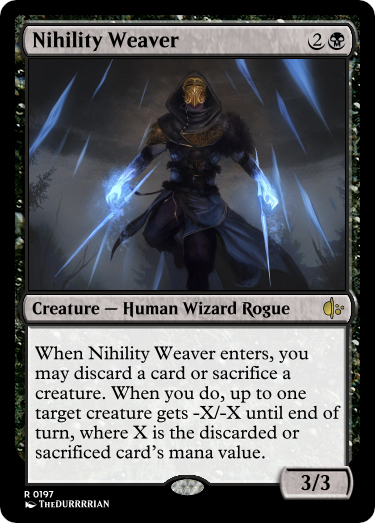 Nihility Weaver 2
Creature — Human Wizard Rogue
When Nihility Weaver enters, you
may discard a card or sacrifice a
creature. When you do, up to one
target creature gets -X/-X until end of
turn, where X is the discarded or
sacrificed card's mana value.
3/3
R 0197
TheDurrrrian